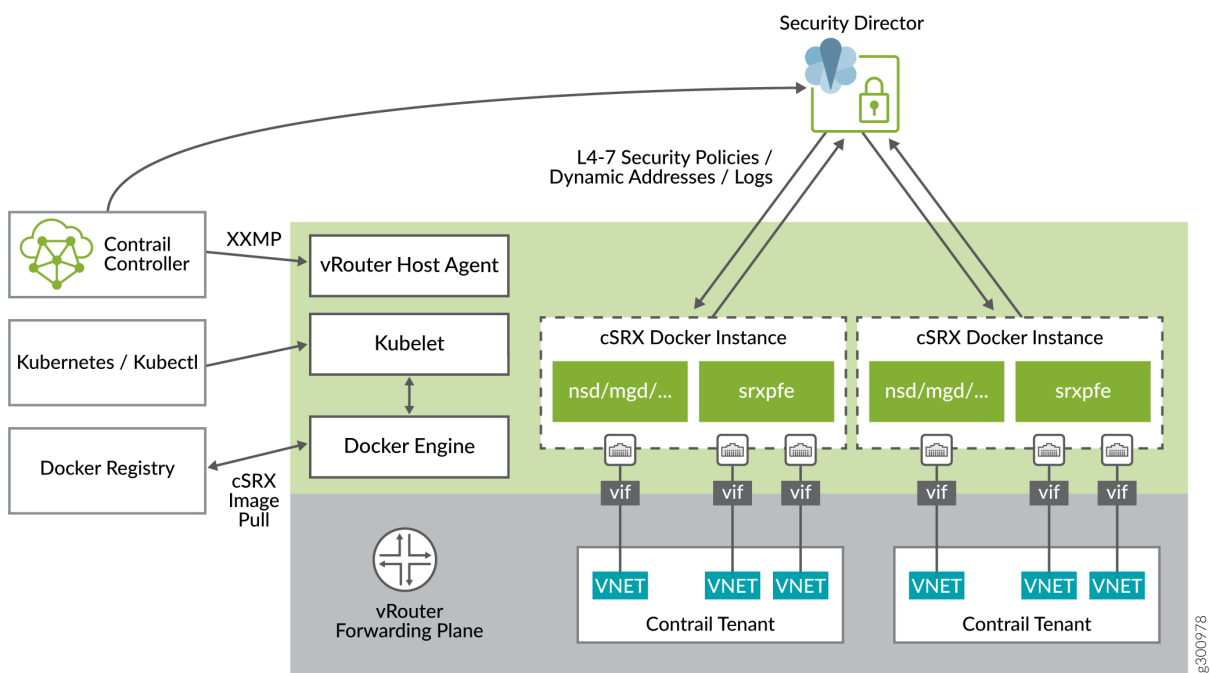 Security Director
L4-7 Security Policies /
Dynamic Addresses / Logs
Contrail
Controller
XXMP
vRouter Host Agent
Kubernetes / Kubectl
Kubelet
Docker Registry
cSRX
Image
Pull
Docker Engine
cSRX Docker Instance
nsd/mgd/...
srxpfe
cSRX Docker Instance
nsd/mgd/...
srxpfe
vif
vif
vif
vif
vif
vif
vRouter
Forwarding Plane
VNET
VNET
VNET
Contrail Tenant
VNET
VNET
VNET
Contrail Tenant
g300978